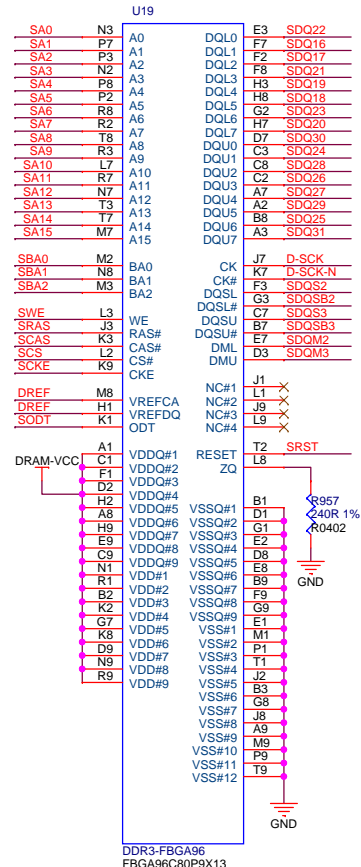 U19
SA0 N3 A0 DQL0 E3 SDQ22
SA1 P7 A1 DQL1 F7 SDQ16
SA2 P3 A2 DQL2 F2 SDQ17
SA3 N2 A3 DQL3 F8 SDQ21
SA4 P8 A4 DQL4 H3 SDQ19
SA5 P2 A5 DQL5 H8 SDQ18
SA6 R8 A6 DQL6 G2 SDQ23
SA7 R2 A7 DQL7 H7 SDQ20
SA8 T8 A8 DQU0 D7 SDQ30
SA9 R3 A9 DQU1 C3 SDQ24
SA10 L7 A10 DQU2 C8 SDQ28
SA11 R7 A11 DQU3 C2 SDQ26
SA12 N7 A12 DQU4 A7 SDQ27
SA13 T3 A13 DQU5 A2 SDQ29
SA14 T7 A14 DQU6 B8 SDQ25
SA15 M7 A15 DQU7 A3 SDQ31
SBA0 M2 BA0 CK J7 D-SCK
SBA1 N8 BA1 CK# K7 D-SCK-N
SBA2 M3 BA2 DQSL F3 SDQS2
DQSL# G3 SDQSB2
SWE L3 WE DQSU C7 SDQS3
SRAS J3 RAS# DQSU# B7 SDQSB3
SCAS K3 CAS# DML E7 SDQM2
SCS L2 CS# DMU D3 SDQM3
SCKE K9 CKE
NC#1 J1
DREF M8 VREFCA NC#2 L1
DREF H1 VREFDQ NC#3 J9
SODT K1 ODT NC#4 L9
A1 VDDQ#1 RESET T2 SRST
DRAM-VCC C1 VDDQ#2 ZQ L8
F1 VDDQ#3
D2 VDDQ#4
H2 VDDQ#5 VSSQ#1 B1 R957
A8 VDDQ#6 VSSQ#2 D1 240R 1%
H9 VDDQ#7 VSSQ#3 G1 R0402
E9 VDDQ#8 VSSQ#4 E2
C9 VDDQ#9 VSSQ#5 D8
N1 VDD#1 VSSQ#6 E8 GND
R1 VDD#2 VSSQ#7 B9
B2 VDD#3 VSSQ#8 F9
K2 VDD#4 VSSQ#9 G9
G7 VDD#5 VSS#1 E1
K8 VDD#6 VSS#2 M1
D9 VDD#7 VSS#3 P1
N9 VDD#8 VSS#4 T1
R9 VDD#9 VSS#5 J2
VSS#6 B3
VSS#7 G8
VSS#8 J8
VSS#9 A9
VSS#10 M9
VSS#11 P9
VSS#12 T9
GND
DDR3-FBGA96
FBGA96C80P9X13